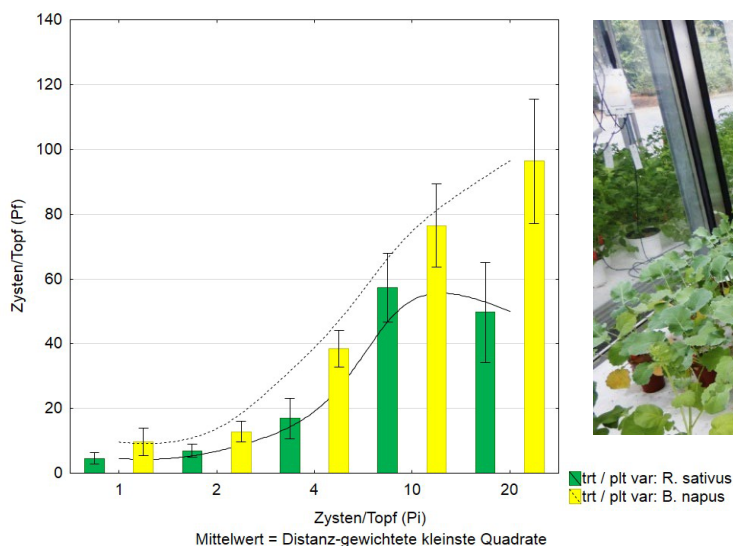 140
120
100
80
60
40
20
0
Zysten/Topf (Pf)
1 2 4 10 20
Zysten/Topf (Pi)
Mittelwert = Distanz-gewichtete kleinste Quadrate
trt / plt var: R. sativus
trt / plt var: B. napus